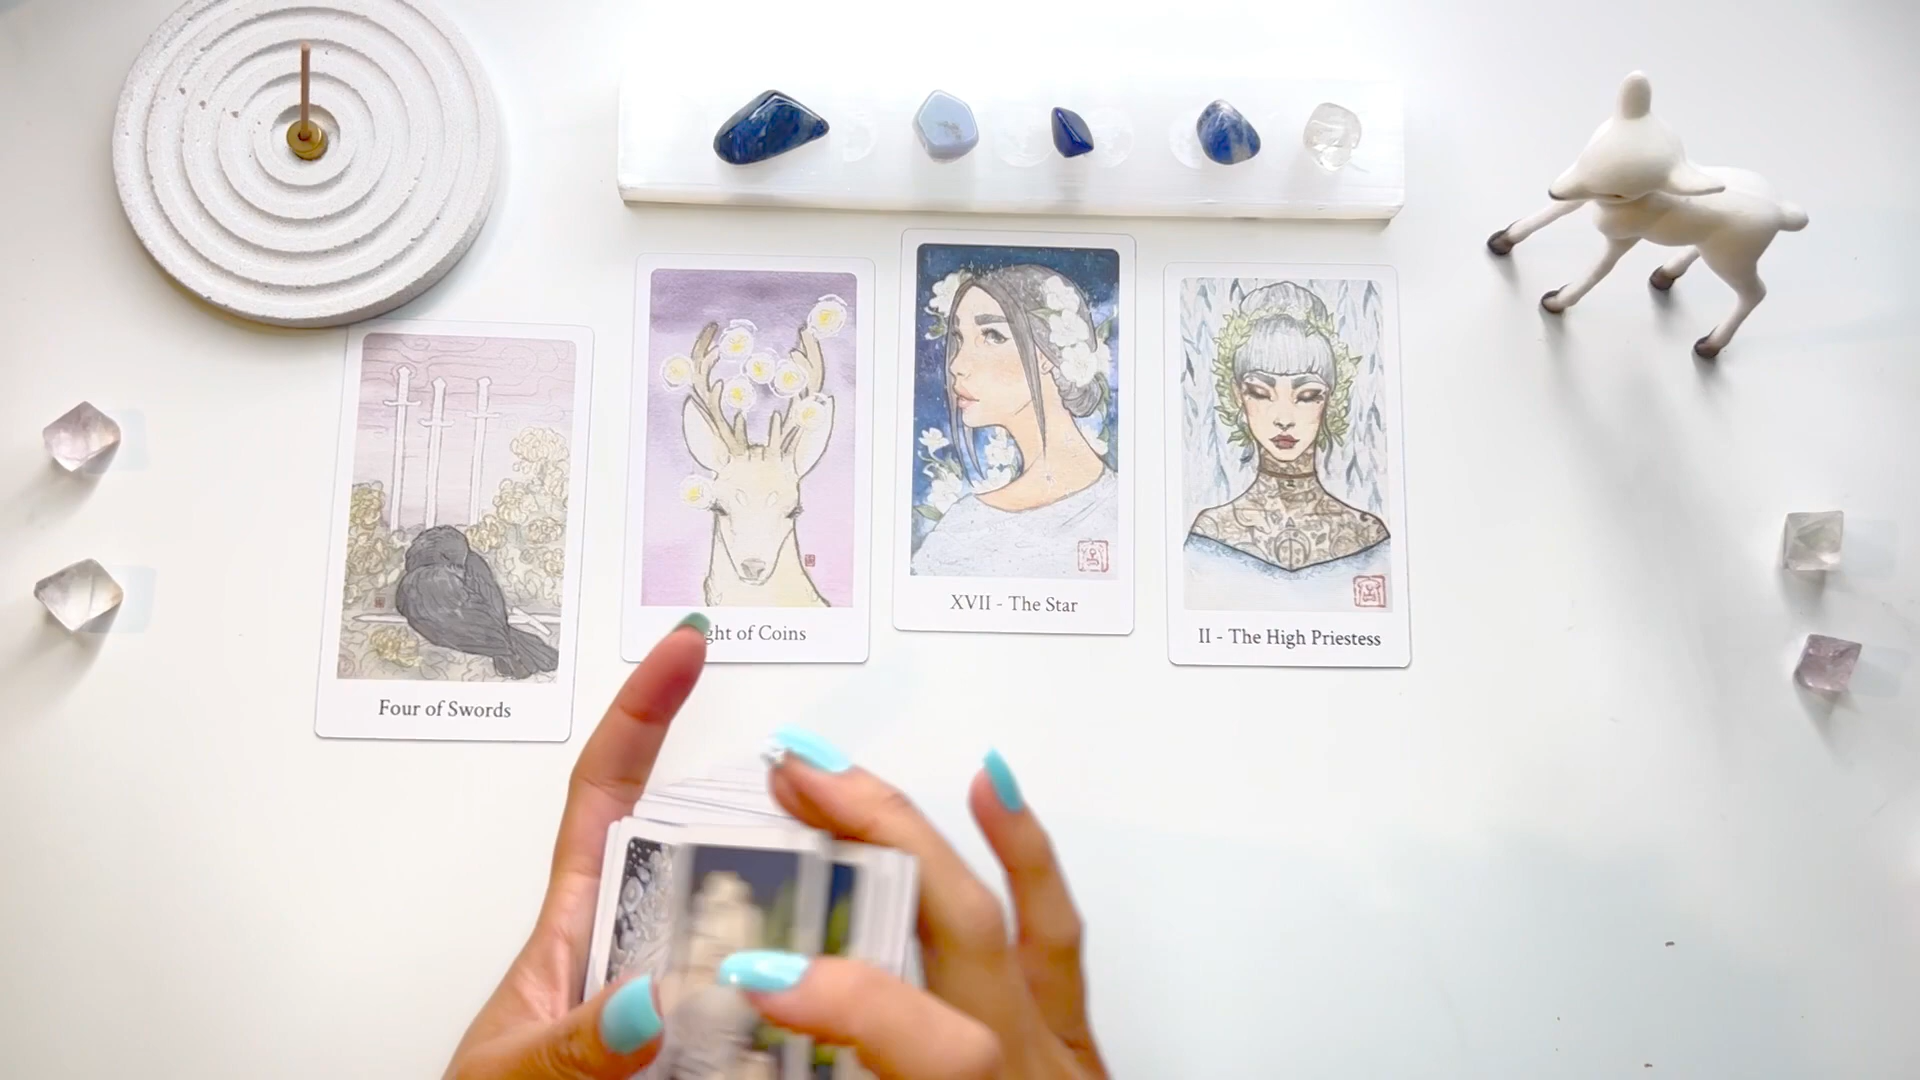 Four of Swords
ght of Coins
XVII - The Star
II - The High Priestess